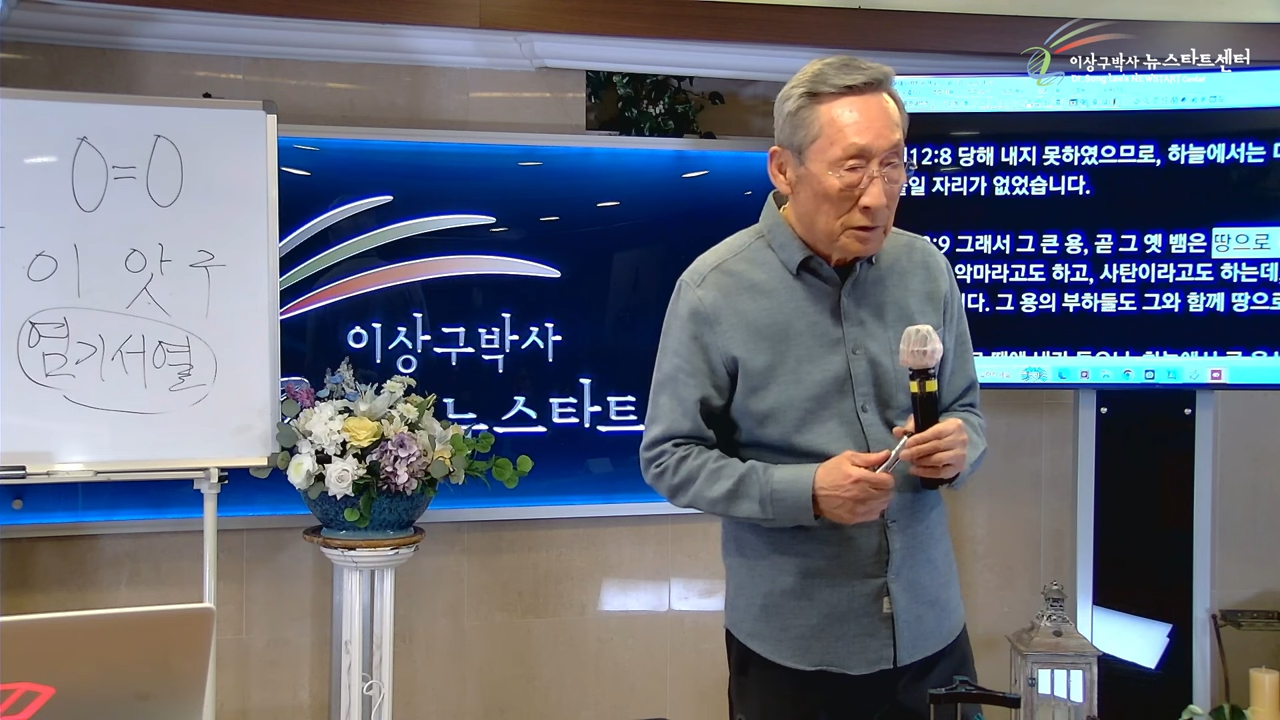 0=0
이 앗 구
염기서열
이상구박사
뉴스타트
이상구박사 뉴스타트센터
12:8 당해 내지 못하였으므로, 하늘에서는
자리가 없었습니다.
:9 그래서 그 큰 용, 곧 그 옛 뱀은 땅으로
악마라고도 하고, 사탄이라고도 하는데
다. 그 용의 부하들도 그와 함께 땅으로